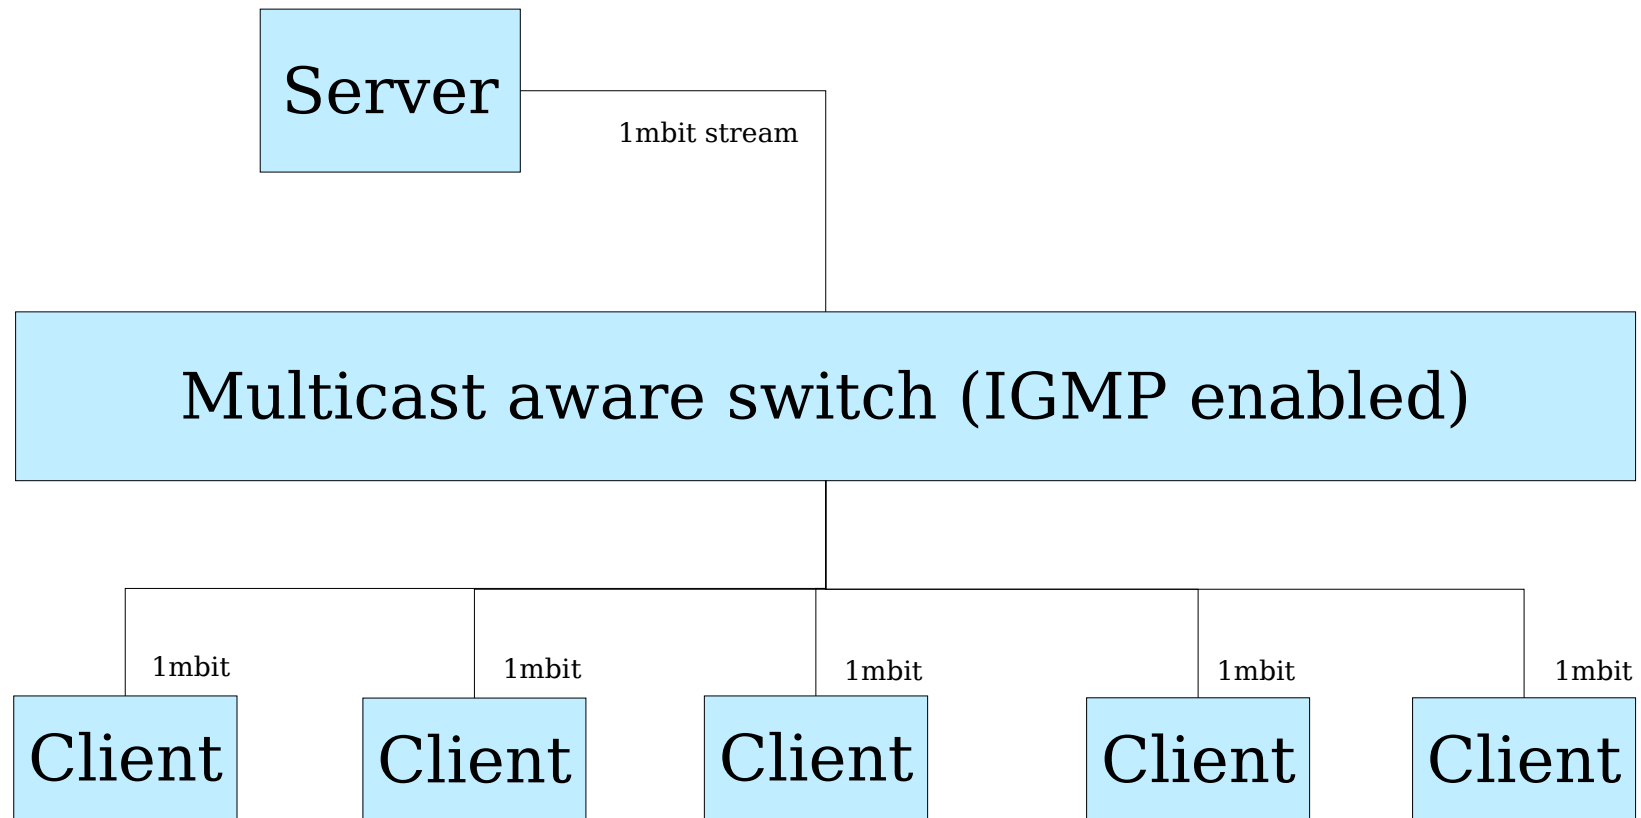 Server
1mbit stream
Multicast aware switch (IGMP enabled)
1mbit
1mbit
1mbit
1mbit
1mbit
Client
Client
Client
Client
Client